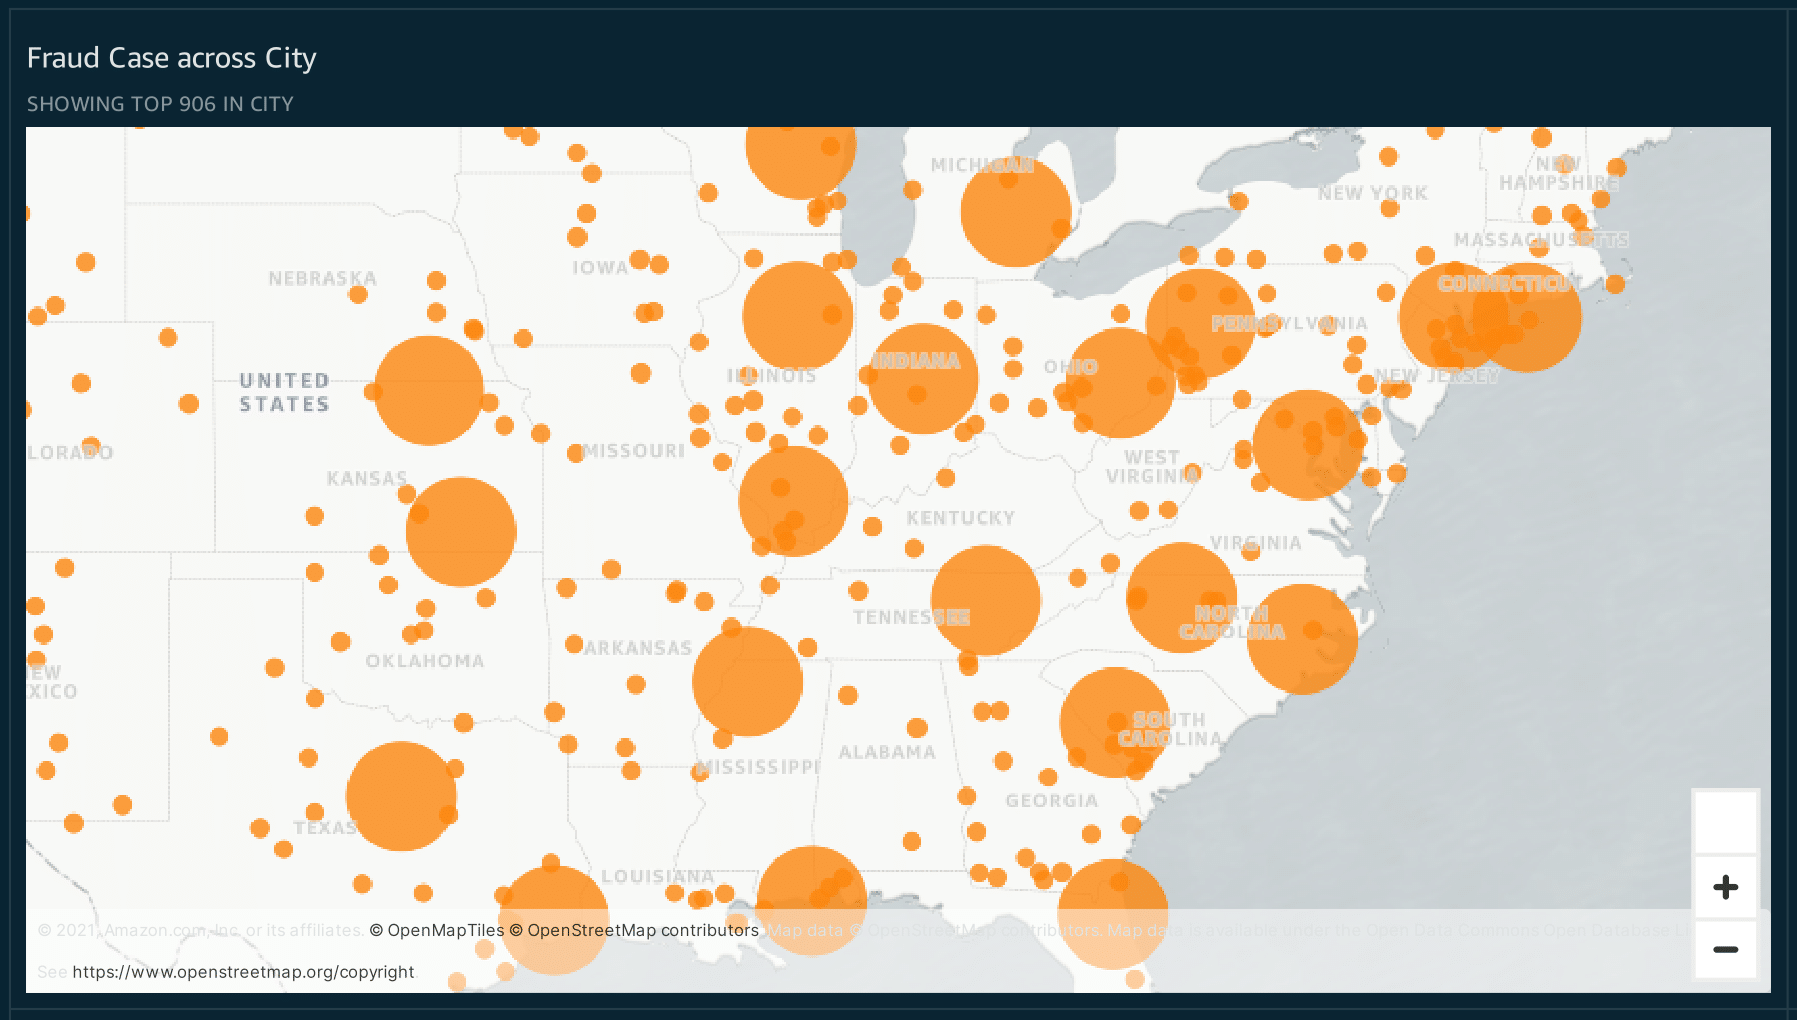 Fraud Case across City
SHOWING TOP 906 IN CITY
MICHIGAN
NEW
HAMPSHIRE
NEW YORK
MASSACHUSETTS
IOWA
NEBRASKA
CONNECTICUT
PENNSYLVANIA
INDIANA
OHIO
ILLINOIS
NEW JERSEY
UNITED
STATES
LORADO
MISSOURI
WEST
VIRGINIA
KANSAS
KENTUCKY
VIRGINIA
TENNESSEE
NORTH
CAROLINA
ARKANSAS
OKLAHOMA
EW
XICO
SOUTH
CAROLINA
ALABAMA
MISSISSIPPI
GEORGIA
TEXAS
LOUISIANA
© 2021, Amazon.com, Inc. or its affiliates. © OpenMapTiles © OpenStreetMap contributors. Map data © OpenStreetMap contributors. Map data is available under the Open Data Commons Open Database Li
See https://www.openstreetmap.org/copyright
+
−